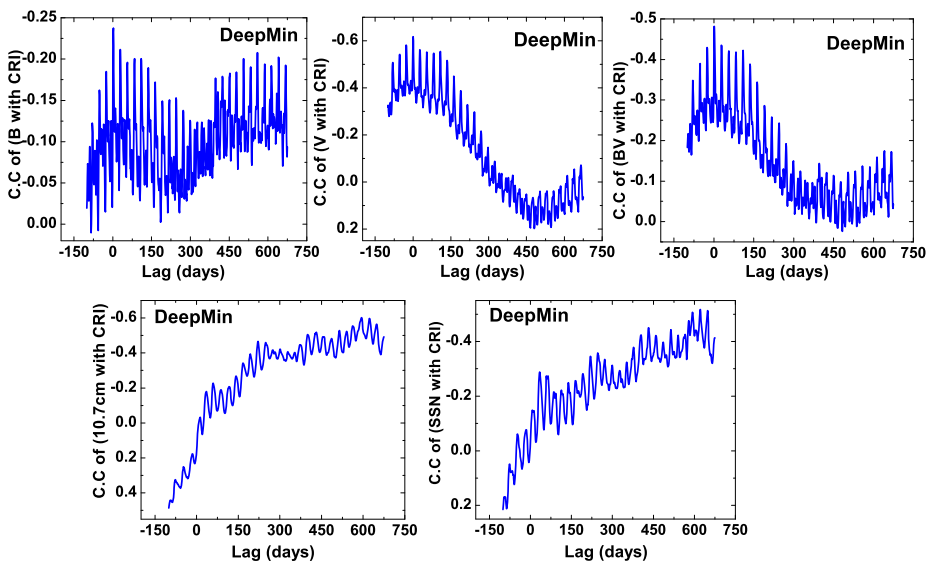 DeepMin
C.C of (B with CRI)
-0.25
-0.20
-0.15
-0.10
-0.05
0.00
-150 0 150 300 450 600 750
Lag (days)
DeepMin
C.C of (V with CRI)
-0.6
-0.4
-0.2
0.0
0.2
-150 0 150 300 450 600 750
Lag (days)
DeepMin
C.C of (BV with CRI)
-0.5
-0.4
-0.3
-0.2
-0.1
0.0
-150 0 150 300 450 600 750
Lag (days)
DeepMin
C.C of (10.7cm with CRI)
-0.6
-0.4
-0.2
0.0
0.2
0.4
-150 0 150 300 450 600 750
Lag (days)
DeepMin
C.C of (SSN with CRI)
-0.4
-0.2
0.0
0.2
-150 0 150 300 450 600 750
Lag (days)